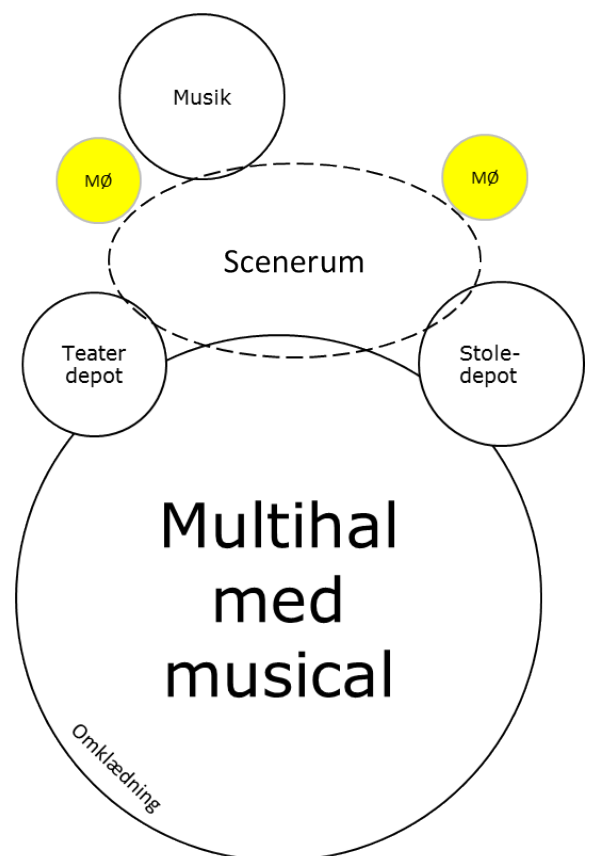 Musik
MØ
MØ
Scenerum
Teater
depot
Stole-
depot
Multihal
med
musical
Omklædning